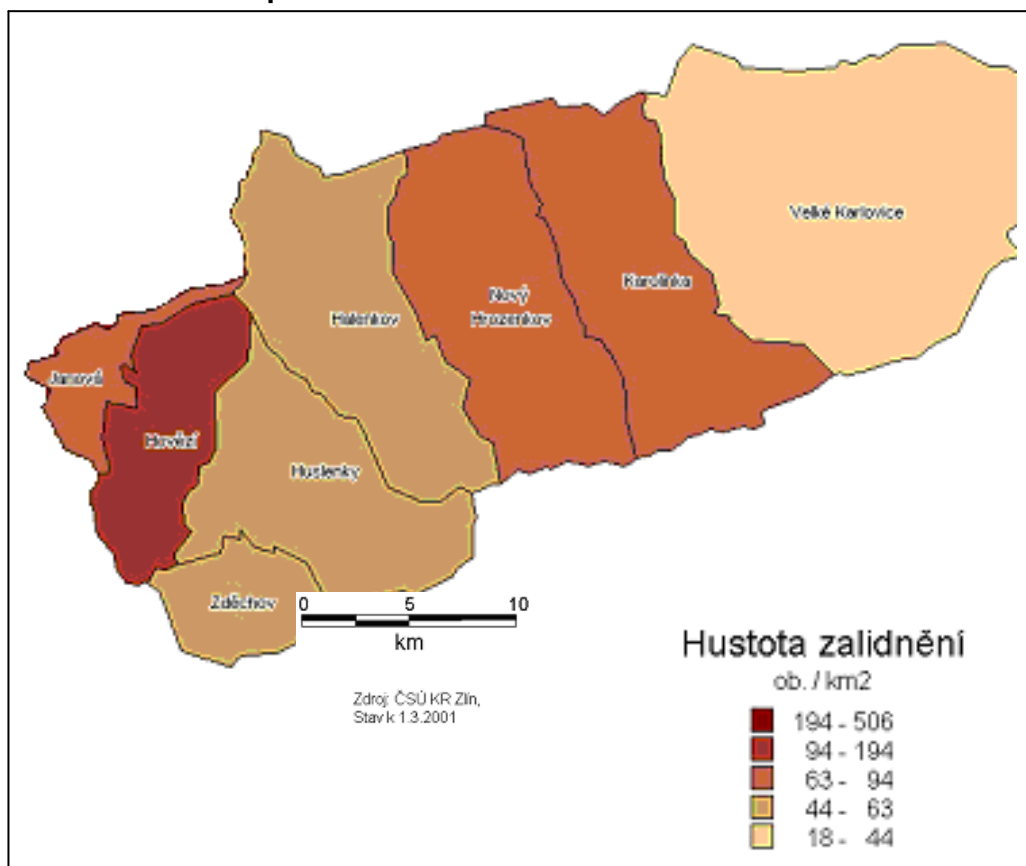 Velké Karlovice
Karolinka
Nový
Hrozenkov
Halenkov
Janová
Hovězí
Huslenky
Zděchov
0 5 10
km
Zdroj: ČSÚ KR Zlín,
Stav k 1.3.2001
Hustota zalidnění
ob. / km2
194 - 506
94 - 194
63 - 94
44 - 63
18 - 44